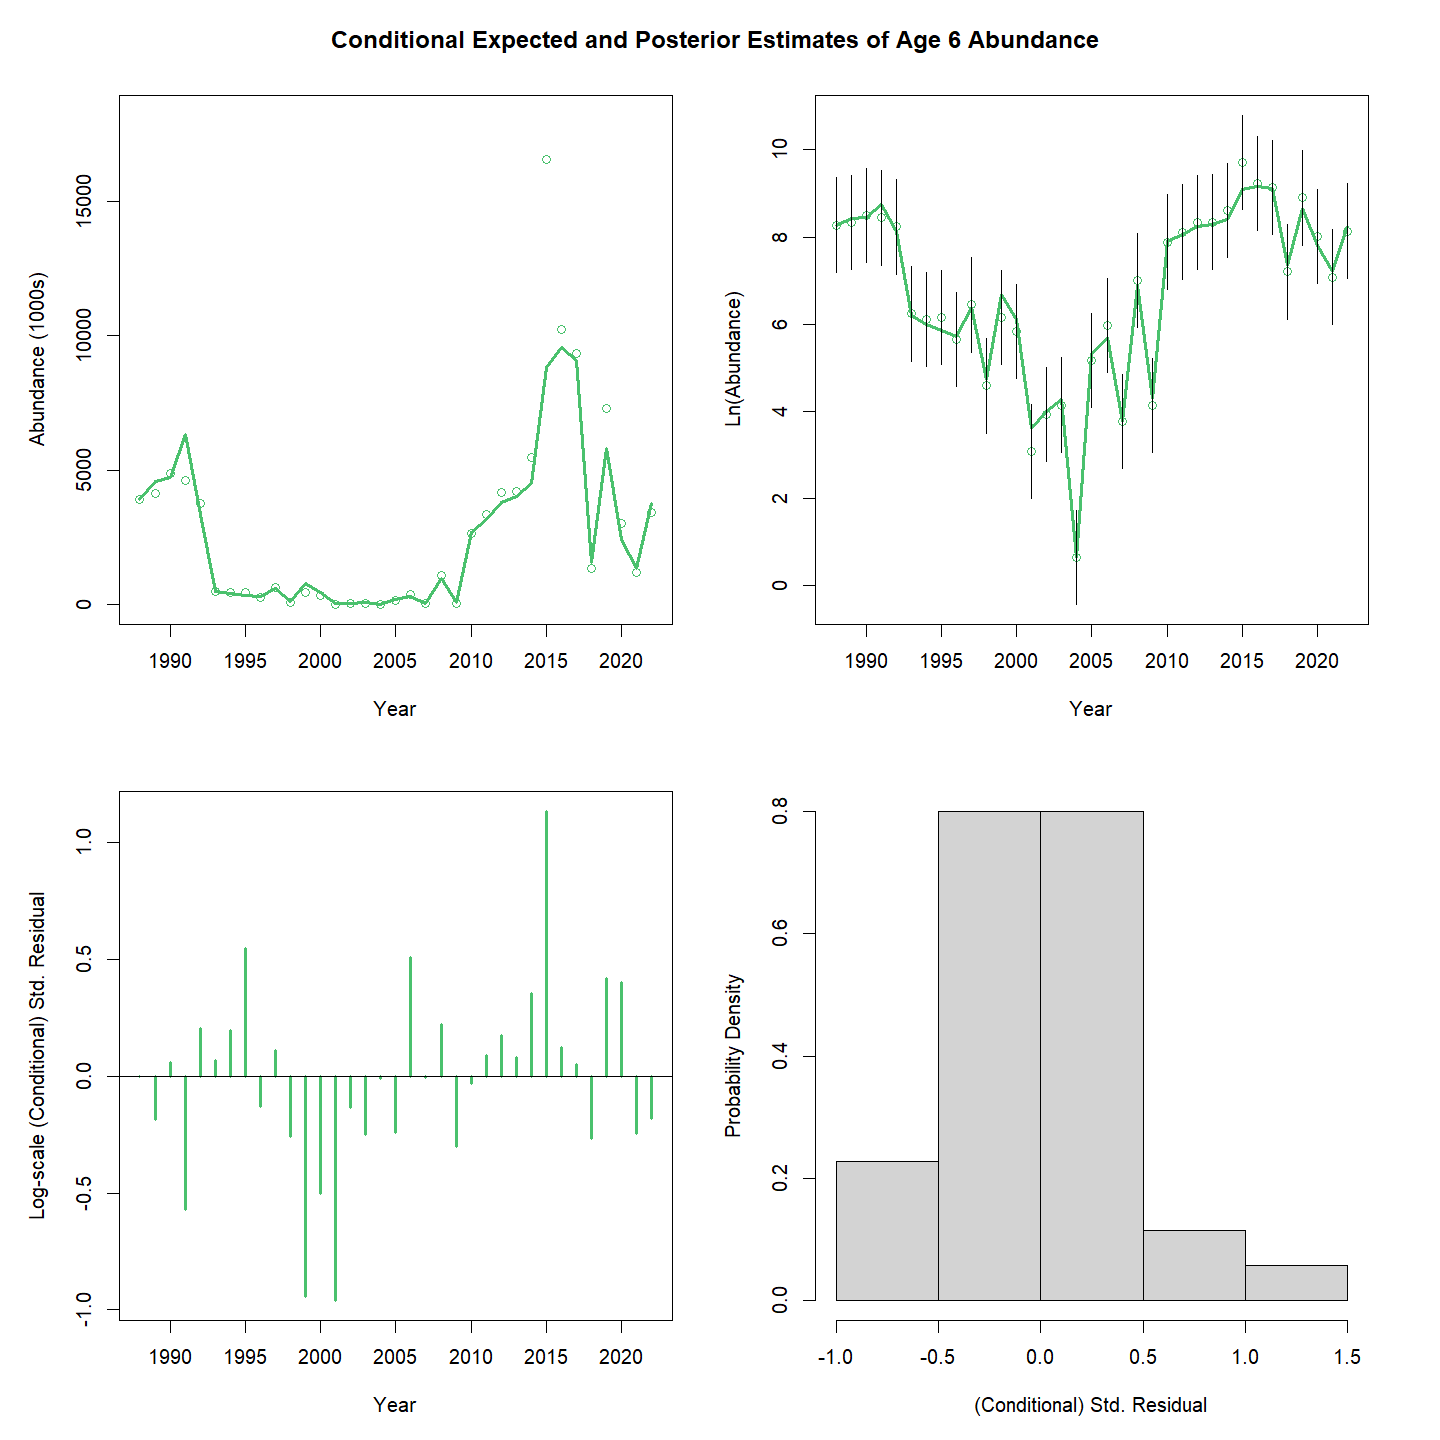 Conditional Expected and Posterior Estimates of Age 6 Abundance
Abundance (1000s)
15000
10000
5000
0
1990 1995 2000 2005 2010 2015 2020
Year
Ln(Abundance)
10
8
6
4
2
0
1990 1995 2000 2005 2010 2015 2020
Year
Log-scale (Conditional) Std. Residual
1.0
0.5
0.0
-0.5
-1.0
1990 1995 2000 2005 2010 2015 2020
Year
Probability Density
0.8
0.6
0.4
0.2
0.0
-1.0 -0.5 0.0 0.5 1.0 1.5
(Conditional) Std. Residual